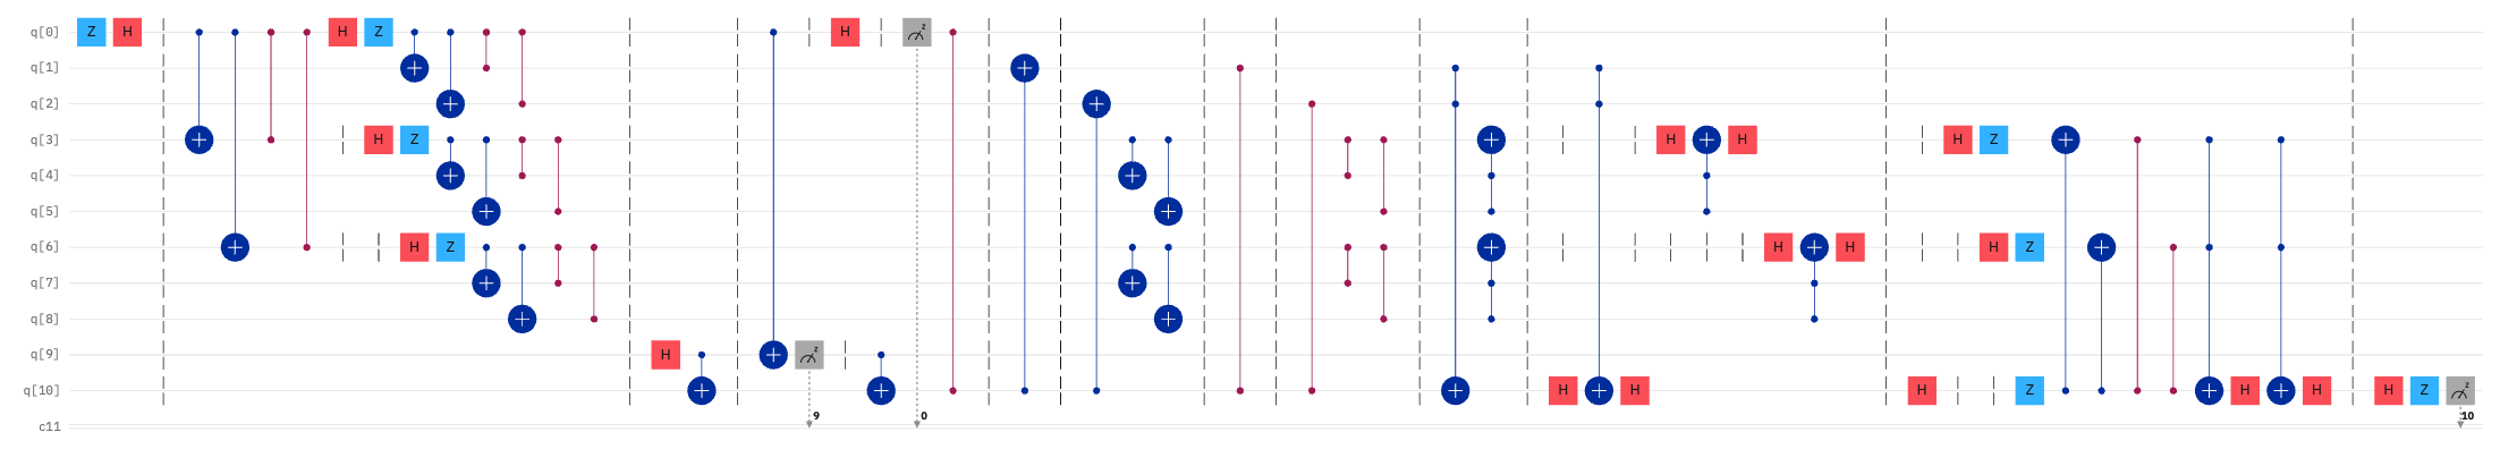 q[0] Z H H Z H z
q[1]
q[2]
q[3] H Z H H H Z
q[4]
q[5]
q[6] H Z H H H Z
q[7]
q[8]
q[9] H z
q[10] H H H Z H H H Z z
c11 9 0 10